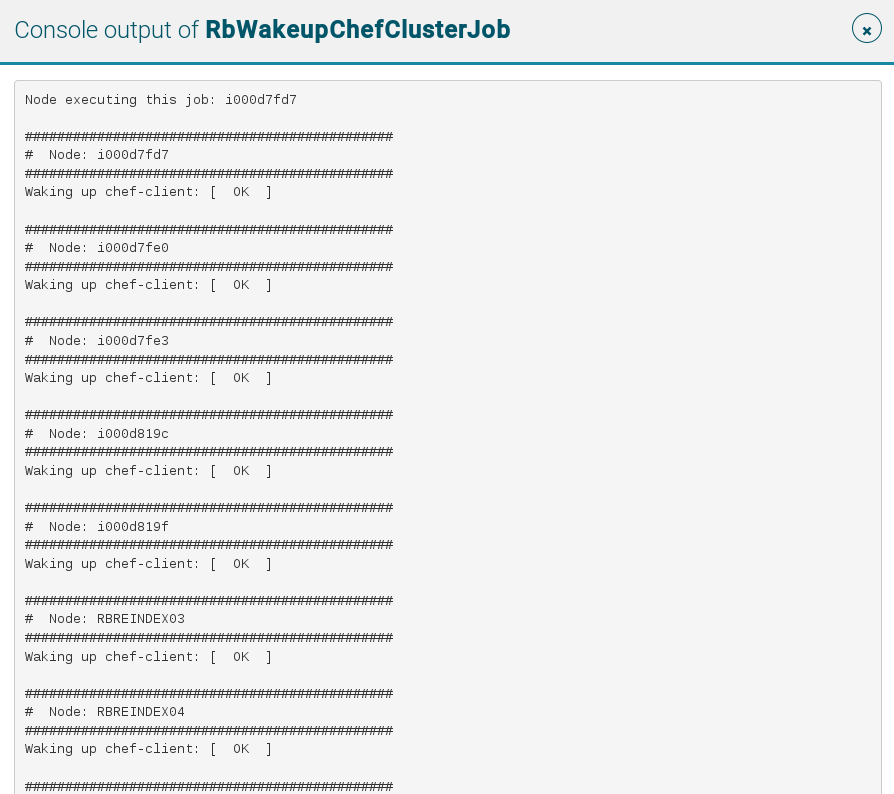 Console output of RbWakeupChefClusterJob
Node executing this job: i000d7fd7
##############################################
#  Node: i000d7fd7
##############################################
Waking up chef-client: [  OK  ]
##############################################
#  Node: i000d7fe0
##############################################
Waking up chef-client: [  OK  ]
##############################################
#  Node: i000d7fe3
##############################################
Waking up chef-client: [  OK  ]
##############################################
#  Node: i000d819c
##############################################
Waking up chef-client: [  OK  ]
##############################################
#  Node: i000d819f
##############################################
Waking up chef-client: [  OK  ]
##############################################
#  Node: RBREINDEX03
##############################################
Waking up chef-client: [  OK  ]
##############################################
#  Node: RBREINDEX04
##############################################
Waking up chef-client: [  OK  ]
##############################################